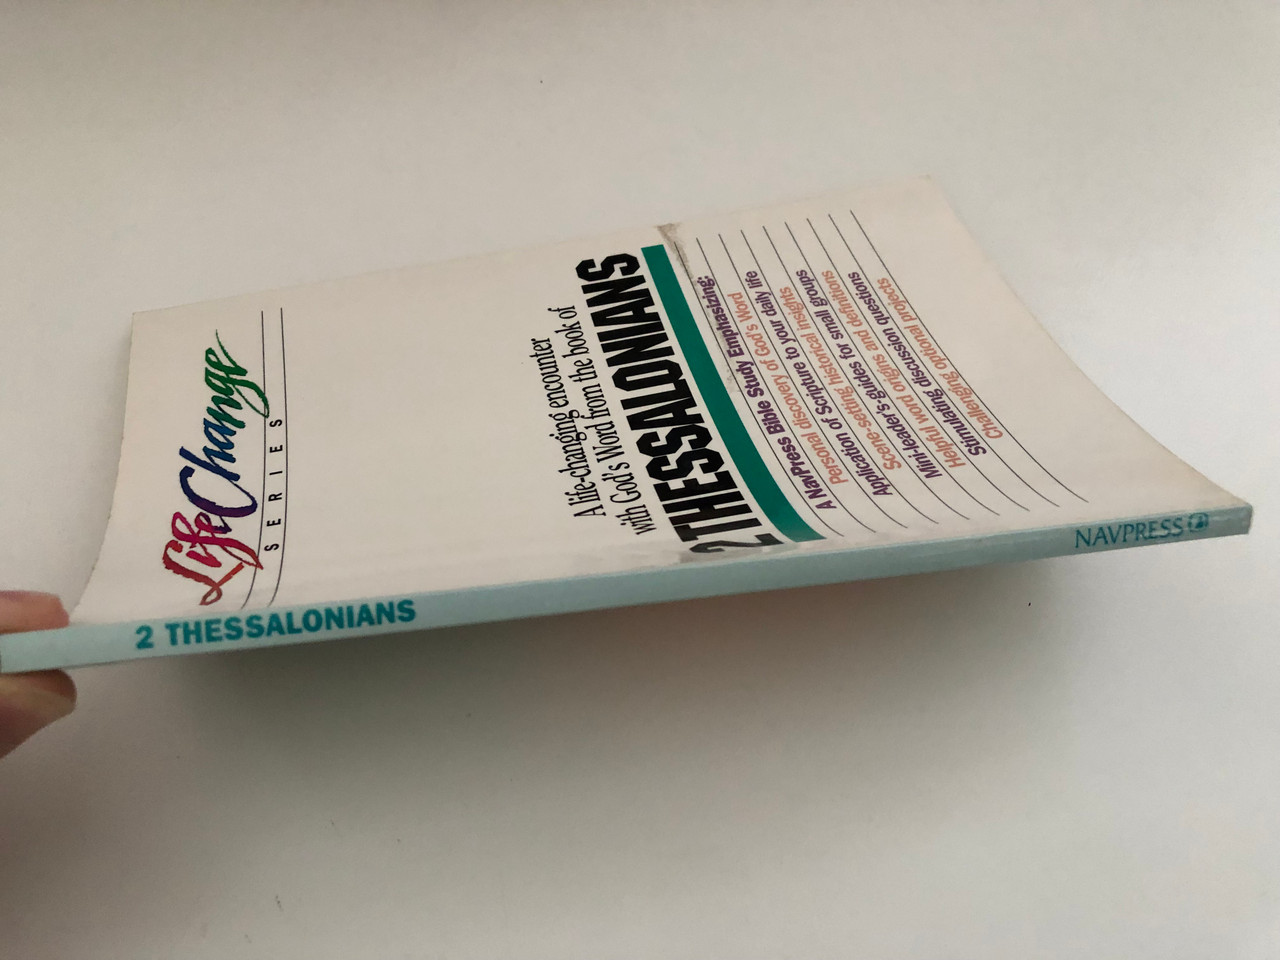 LifeChange
SERIES
A life-changing encounter
with God's Word from the book of
2 THESSALONIANS
A NavPress Bible Study Emphasizing:
Personal discovery of God's Word
Application of Scripture to your daily life
Scene-setting historical insights
Mini-leader's-guides for small groups
Helpful word origins and definitions
Stimulating discussion questions
Challenging optional projects
2 THESSALONIANS
NAVPRESS